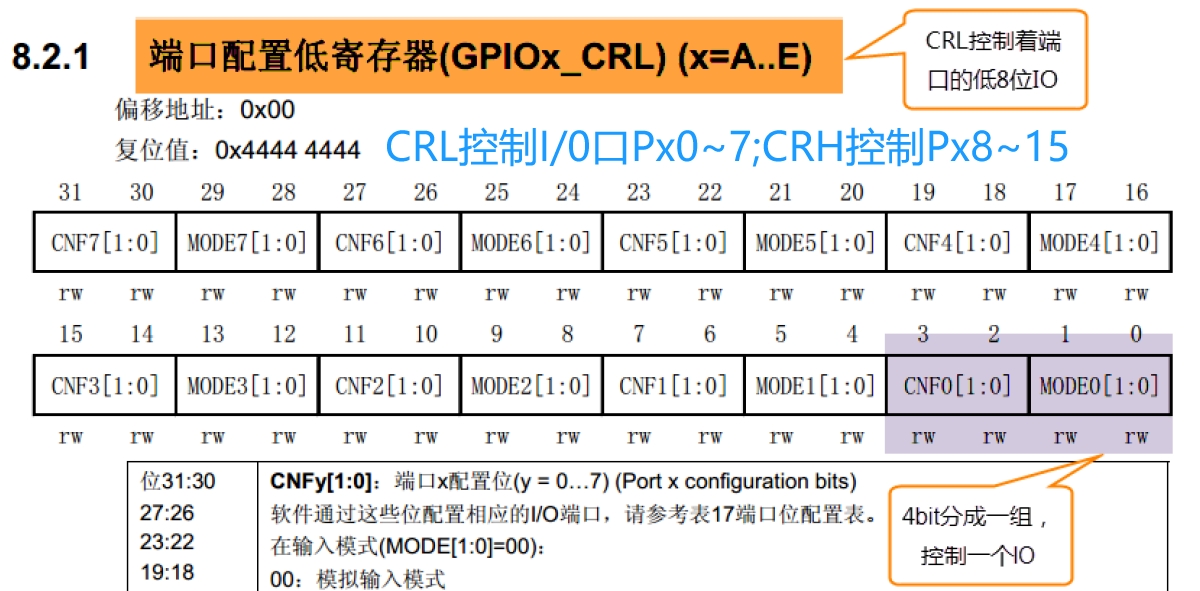 8.2.1 端口配置低寄存器(GPIOx_CRL) (x=A..E)
CRL控制着端
口的低8位IO
偏移地址：0x00
复位值：0x4444 4444
CRL控制I/0口Px0~7;CRH控制Px8~15
31 30 29 28 27 26 25 24 23 22 21 20 19 18 17 16
CNF7[1:0] MODE7[1:0] CNF6[1:0] MODE6[1:0] CNF5[1:0] MODE5[1:0] CNF4[1:0] MODE4[1:0]
rw rw rw rw rw rw rw rw rw rw rw rw rw rw rw rw
15 14 13 12 11 10 9 8 7 6 5 4 3 2 1 0
CNF3[1:0] MODE3[1:0] CNF2[1:0] MODE2[1:0] CNF1[1:0] MODE1[1:0] CNF0[1:0] MODE0[1:0]
rw rw rw rw rw rw rw rw rw rw rw rw rw rw rw rw
位31:30
27:26
23:22
19:18
CNFy[1:0]：端口x配置位(y = 0…7) (Port x configuration bits)
软件通过这些位配置相应的I/O端口，请参考表17端口位配置表。
在输入模式(MODE[1:0]=00)：
00：模拟输入模式
4bit分成一组，
控制一个IO